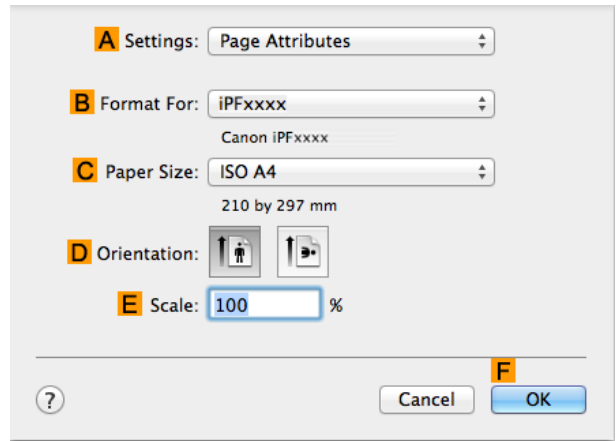 A Settings: Page Attributes
B Format For: iPFxxxx
Canon iPFxxxx
C Paper Size: ISO A4
210 by 297 mm
D Orientation:
E Scale: 100 %
F
? Cancel OK